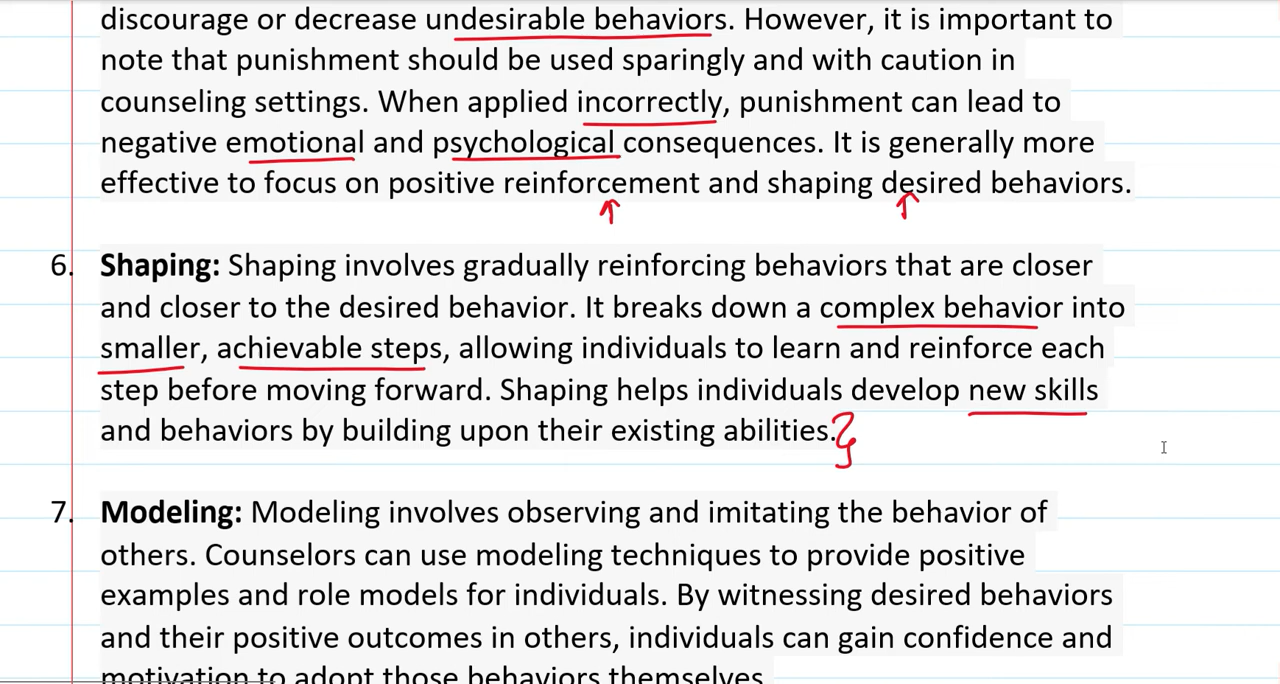 discourage or decrease undesirable behaviors. However, it is important to
note that punishment should be used sparingly and with caution in
counseling settings. When applied incorrectly, punishment can lead to
negative emotional and psychological consequences. It is generally more
effective to focus on positive reinforcement and shaping desired behaviors.
6. Shaping: Shaping involves gradually reinforcing behaviors that are closer
and closer to the desired behavior. It breaks down a complex behavior into
smaller, achievable steps, allowing individuals to learn and reinforce each
step before moving forward. Shaping helps individuals develop new skills
and behaviors by building upon their existing abilities.
7. Modeling: Modeling involves observing and imitating the behavior of
others. Counselors can use modeling techniques to provide positive
examples and role models for individuals. By witnessing desired behaviors
and their positive outcomes in others, individuals can gain confidence and
motivation to adopt those behaviors themselves.